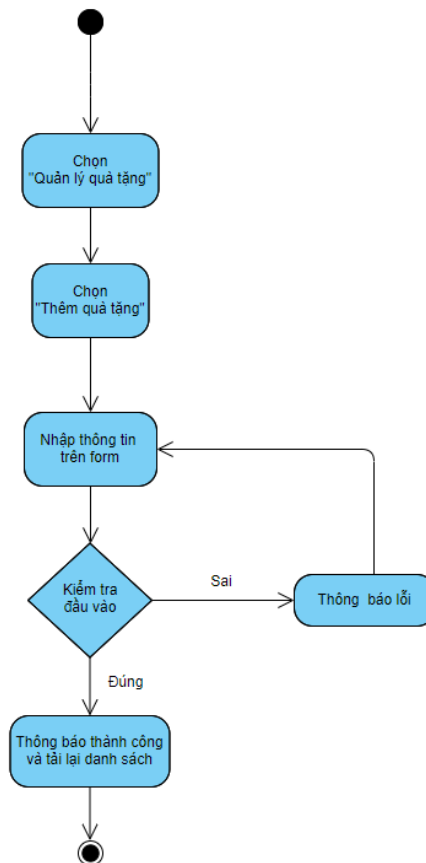 Chọn
"Quản lý quà tặng"
Chọn
"Thêm quà tặng"
Nhập thông tin
trên form
Kiểm tra
đầu vào
Sai
Thông báo lỗi
Đúng
Thông báo thành công
và tải lại danh sách